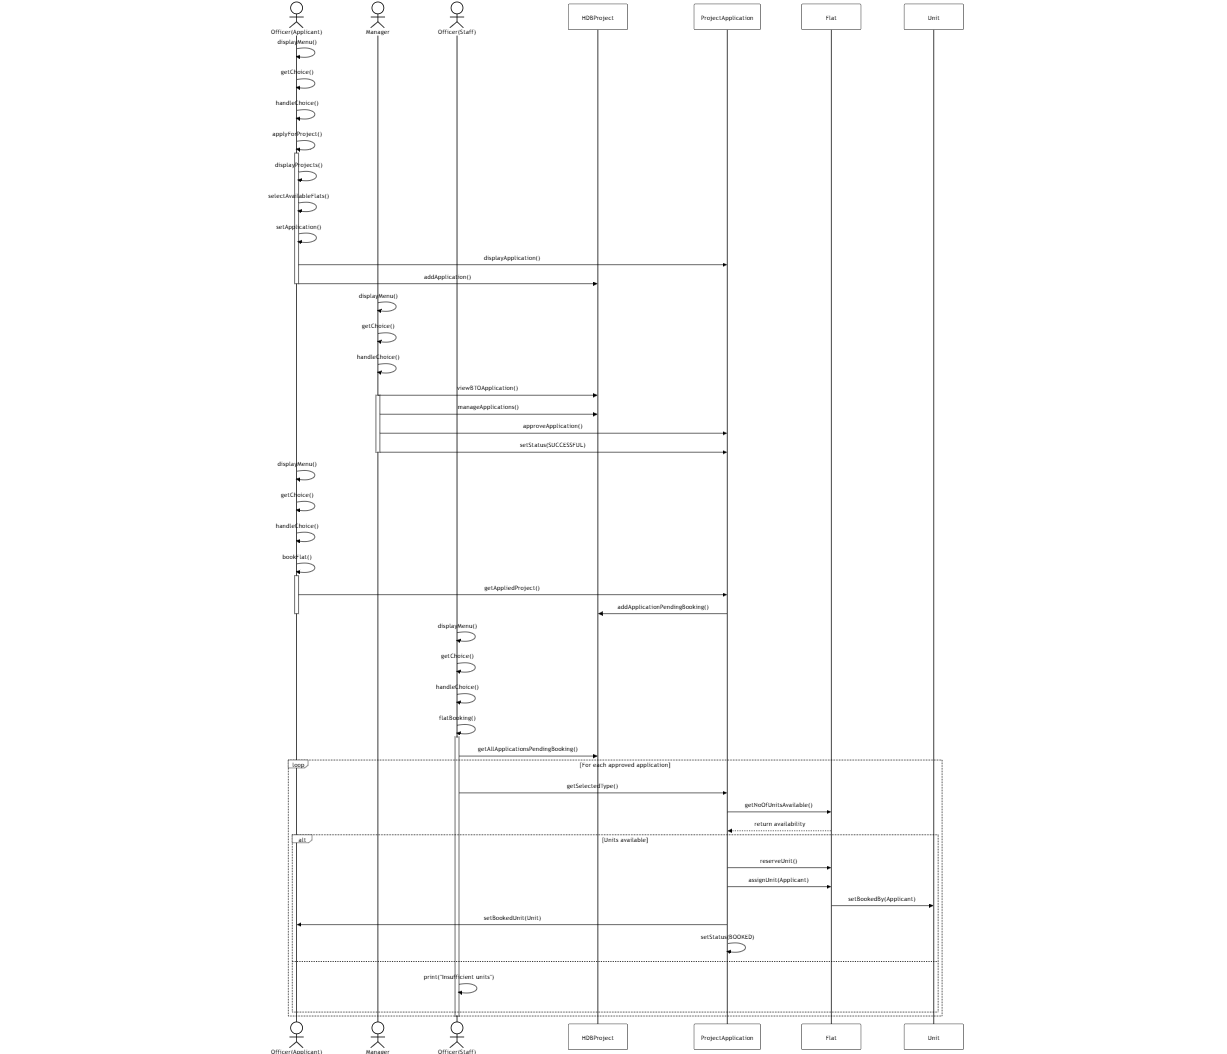 Officer(Applicant)
Manager
Officer(Staff)
HDBProject
ProjectApplication
Flat
Unit
displayMenu()
getChoice()
handleChoice()
applyForProject()
displayProjects()
selectAvailableFlats()
setApplication()
displayApplication()
addApplication()
displayMenu()
getChoice()
handleChoice()
viewBTOApplication()
manageApplications()
approveApplication()
setStatus(SUCCESSFUL)
displayMenu()
getChoice()
handleChoice()
bookFlat()
getAppliedProject()
addApplicationPendingBooking()
displayMenu()
getChoice()
handleChoice()
flatBooking()
getAllApplicationsPendingBooking()
loop
[For each approved application]
getSelectedType()
getNoOfUnitsAvailable()
return availability
alt
[Units available]
reserveUnit()
assignUnit(Applicant)
setBookedBy(Applicant)
setBookedUnit(Unit)
setStatus(BOOKED)
print("Insufficient units")
Officer(Applicant)
Manager
Officer(Staff)
HDBProject
ProjectApplication
Flat
Unit